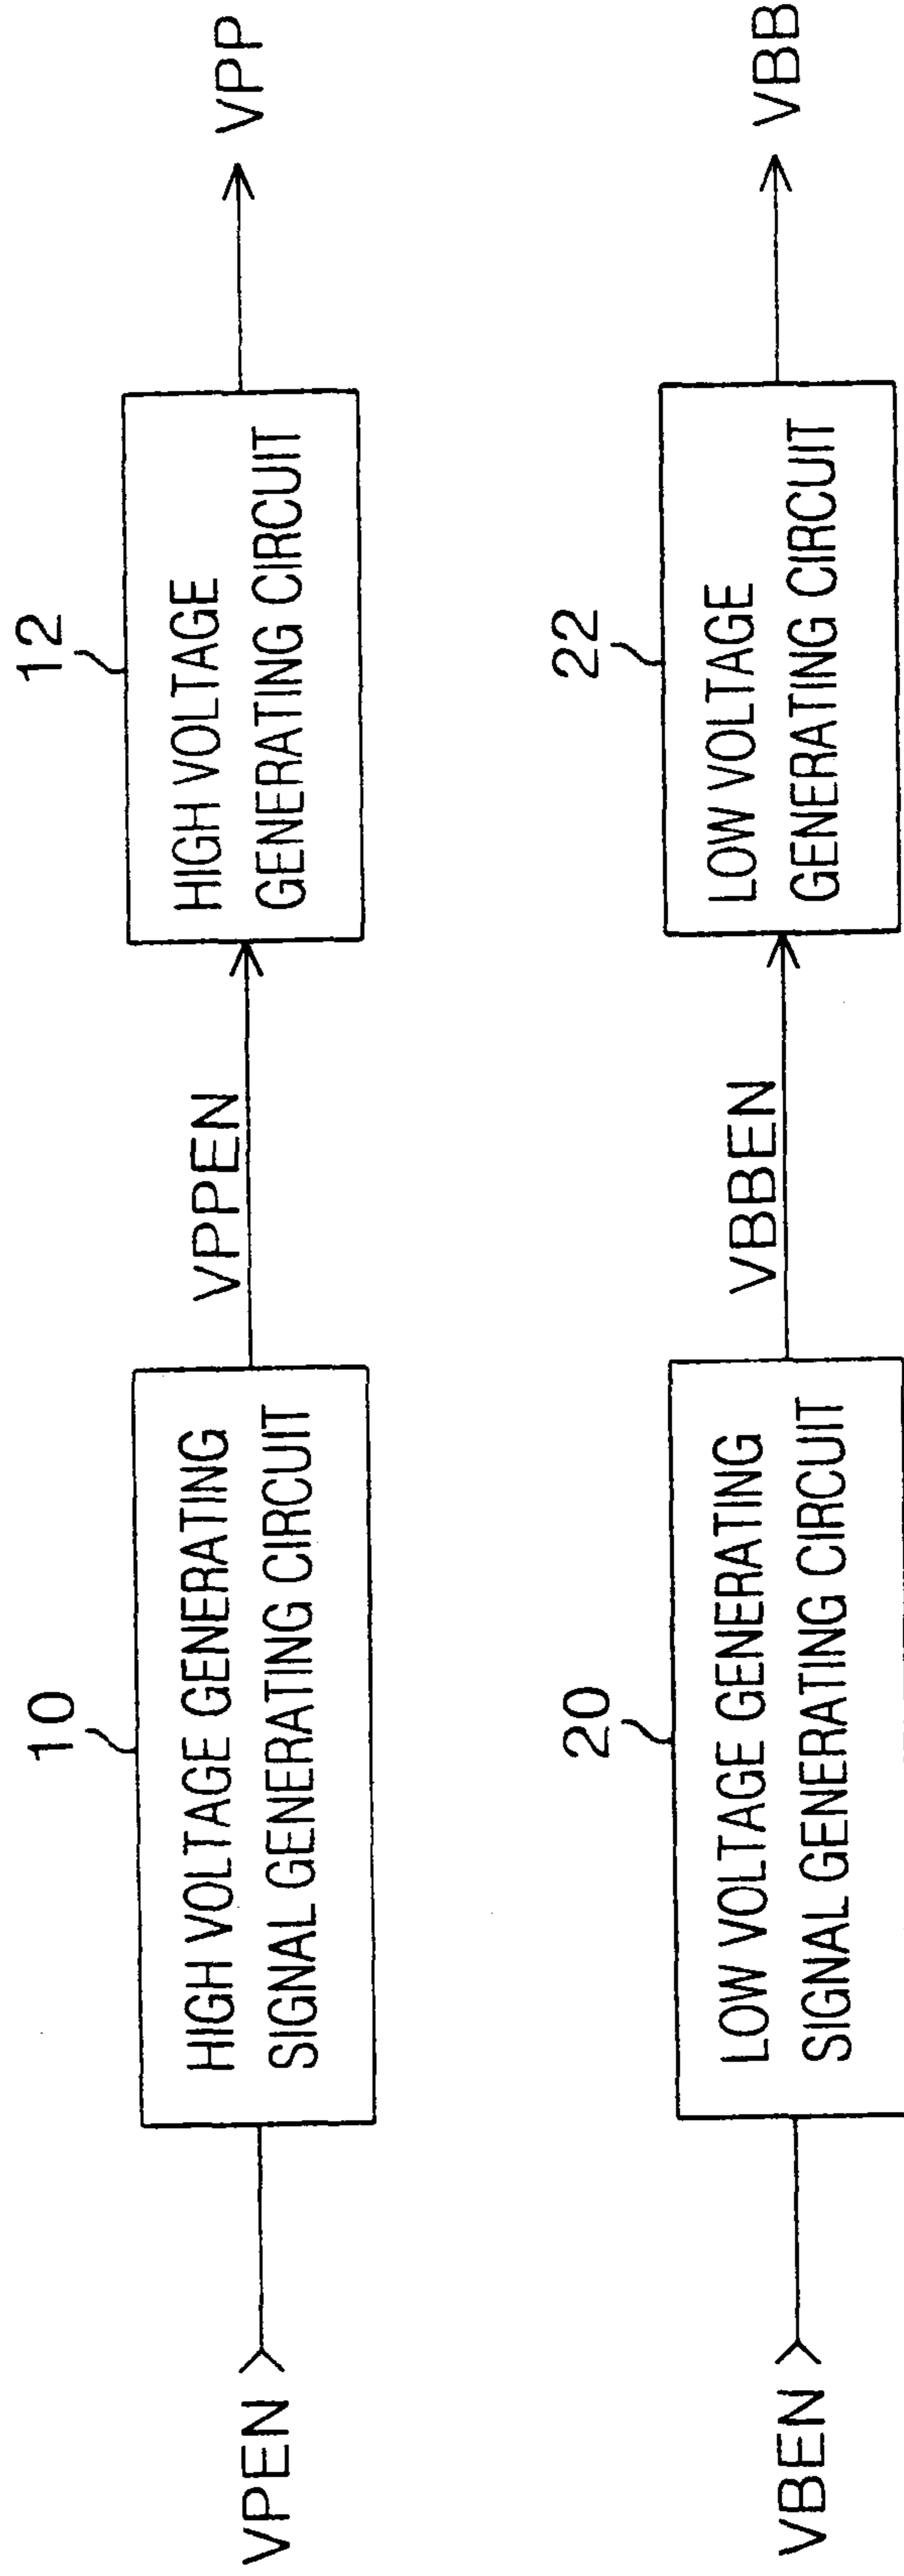 10
12
VPEN
HIGH VOLTAGE GENERATING
SIGNAL GENERATING CIRCUIT
VPPEN
HIGH VOLTAGE
GENERATING CIRCUIT
VPP
20
22
VBEN
LOW VOLTAGE GENERATING
SIGNAL GENERATING CIRCUIT
VBBEN
LOW VOLTAGE
GENERATING CIRCUIT
VBB